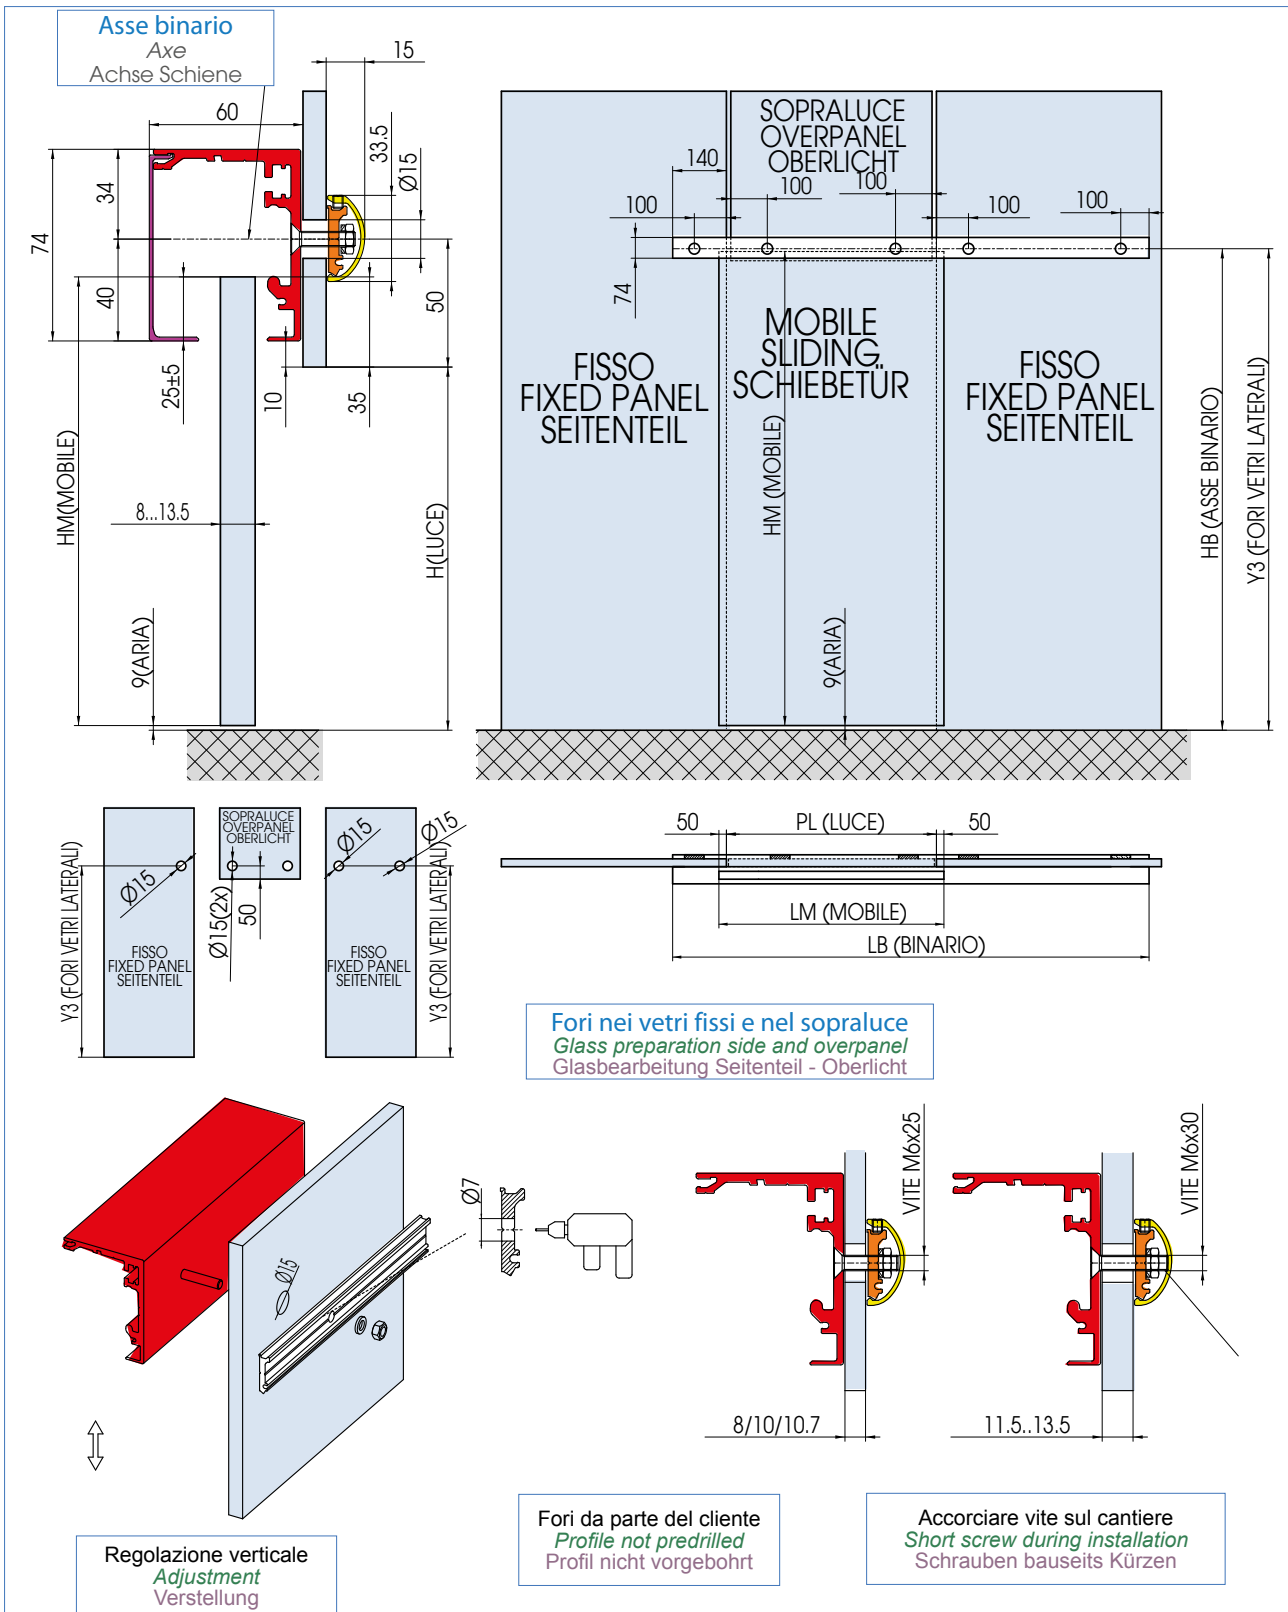 Asse binario
Axe
Achse Schiene
15
60
33.5
Ø15
34
74
40
50
25±5
10
35
HM(MOBILE)
8...13.5
H(LUCE)
9(ARIA)
SOPRALUCE
OVERPANEL
OBERLICHT
140
100
100
100
100
100
74
MOBILE
SLIDING
SCHIEBETÜR
FISSO
FIXED PANEL
SEITENTEIL
FISSO
FIXED PANEL
SEITENTEIL
HM (MOBILE)
9(ARIA)
HB (ASSE BINARIO)
Y3 (FORI VETRI LATERALI)
SOPRALUCE
OVERPANEL
OBERLICHT
Ø15
Ø15
Ø15
Ø15(2x)
50
Y3 (FORI VETRI LATERALI)
FISSO
FIXED PANEL
SEITENTEIL
FISSO
FIXED PANEL
SEITENTEIL
Y3 (FORI VETRI LATERALI)
50
PL (LUCE)
50
LM (MOBILE)
LB (BINARIO)
Fori nei vetri fissi e nel sopraluce
Glass preparation side and overpanel
Glasbearbeitung Seitenteil - Oberlicht
Ø15
Ø7
VITE M6x25
VITE M6x30
8/10/10.7
11.5..13.5
Regolazione verticale
Adjustment
Verstellung
Fori da parte del cliente
Profile not predrilled
Profil nicht vorgebohrt
Accorciare vite sul cantiere
Short screw during installation
Schrauben bauseits Kürzen